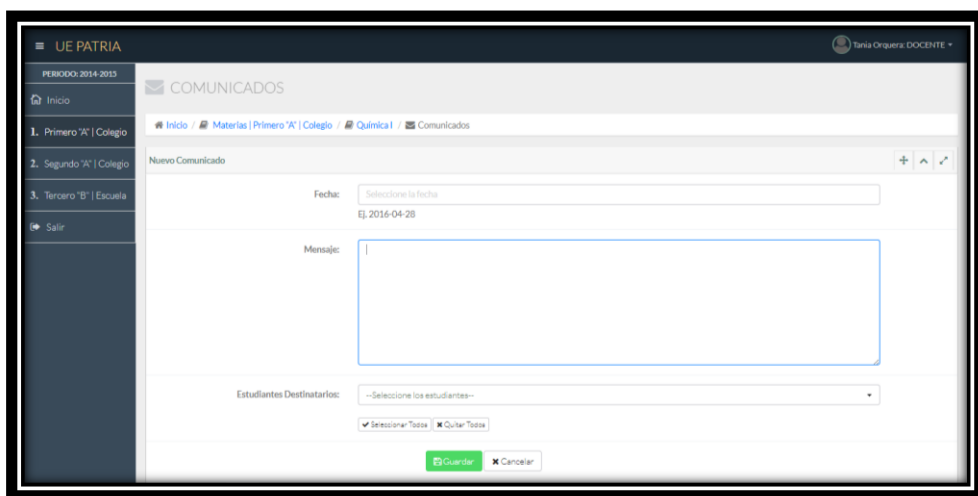 UE PATRIA
Tania Orquera: DOCENTE
PERIODO: 2014-2015
Inicio
1. Primero "A" | Colegio
2. Segundo "A" | Colegio
3. Tercero "B" | Escuela
Salir
COMUNICADOS
Inicio / Materias | Primero "A" | Colegio / Química I / Comunicados
Nuevo Comunicado
Fecha: Seleccione la fecha
Ej. 2016-04-28
Mensaje:
Estudiantes Destinatarios: --Seleccione los estudiantes--
Seleccionar Todos Quitar Todos
Guardar Cancelar